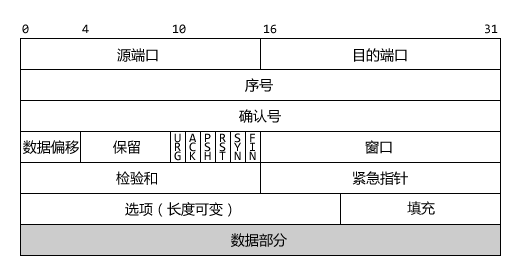 0 4 10 16 31
源端口 目的端口
序号
确认号
数据偏移 保留 URG ACK PSH RST SYN FIN 窗口
检验和 紧急指针
选项（长度可变） 填充
数据部分